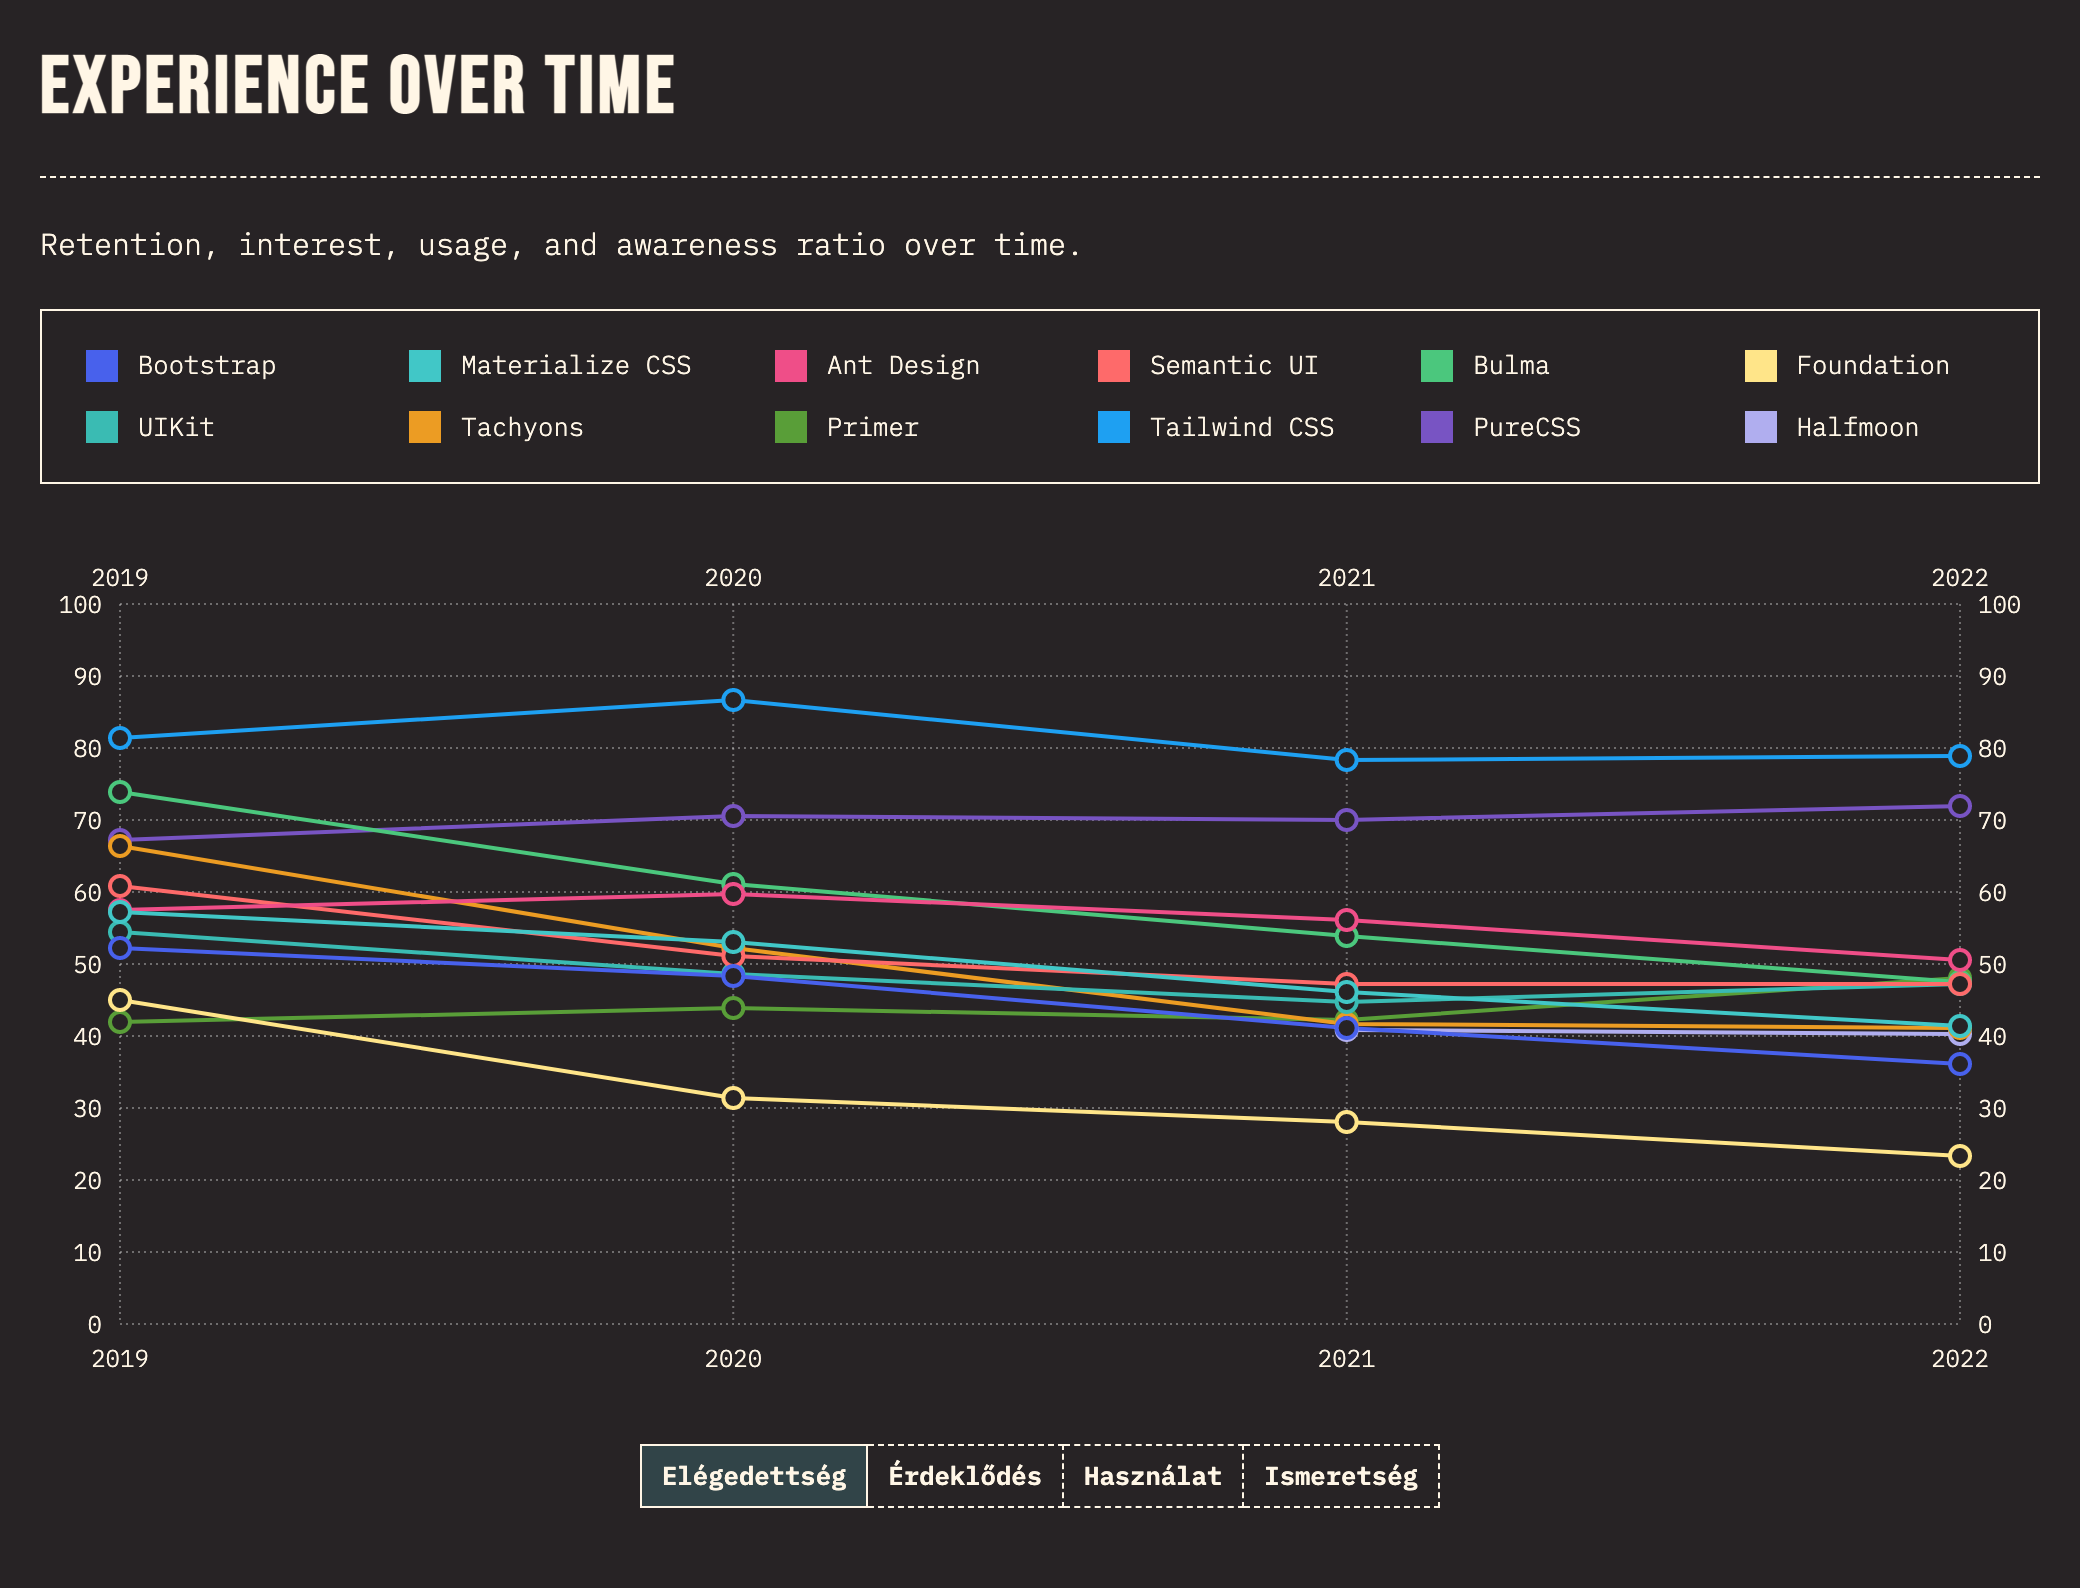 EXPERIENCE OVER TIME
Retention, interest, usage, and awareness ratio over time.
Bootstrap Materialize CSS Ant Design Semantic UI Bulma Foundation
UIKit Tachyons Primer Tailwind CSS PureCSS Halfmoon
2019 2020 2021 2022
100 100
90 90
80 80
70 70
60 60
50 50
40 40
30 30
20 20
10 10
0 0
2019 2020 2021 2022
Elégedettség Érdeklődés Használat Ismeretség